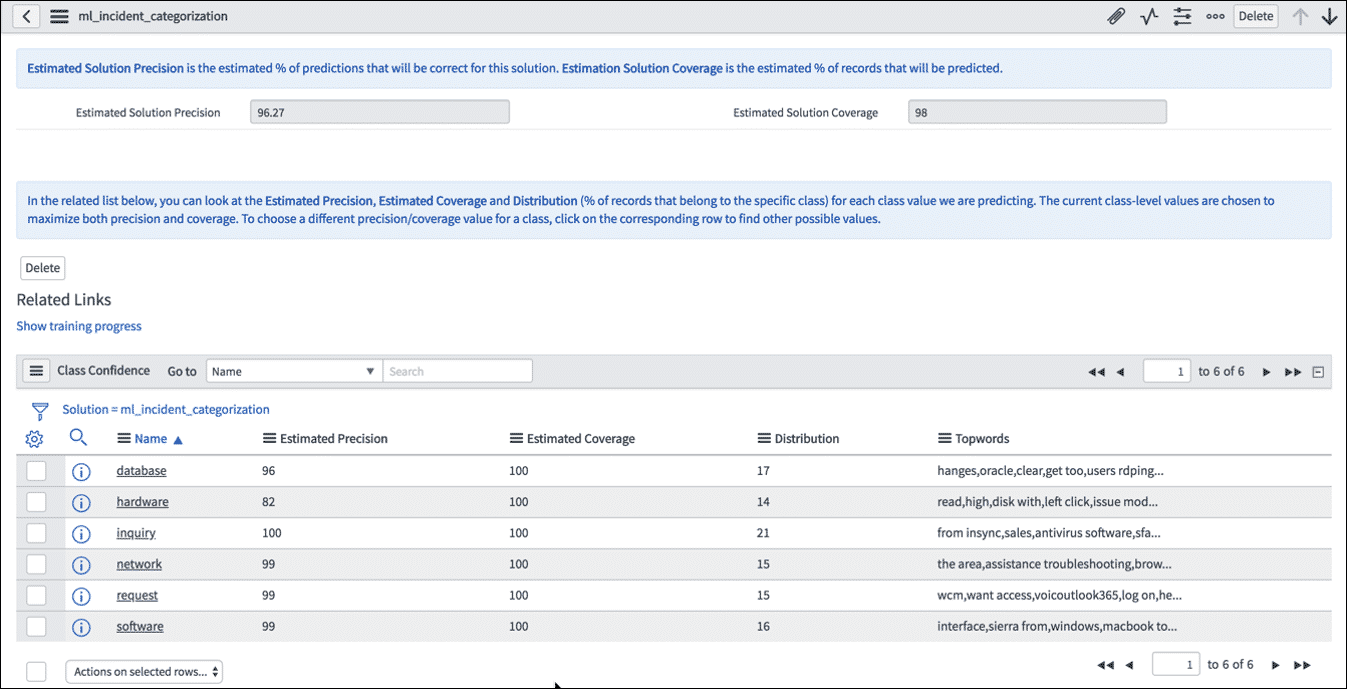 ml_incident_categorization Delete
Estimated Solution Precision is the estimated % of predictions that will be correct for this solution. Estimation Solution Coverage is the estimated % of records that will be predicted.
Estimated Solution Precision 96.27 Estimated Solution Coverage 98
In the related list below, you can look at the Estimated Precision, Estimated Coverage and Distribution (% of records that belong to the specific class) for each class value we are predicting. The current class-level values are chosen to
maximize both precision and coverage. To choose a different precision/coverage value for a class, click on the corresponding row to find other possible values.
Delete
Related Links
Show training progress
Class Confidence Go to Name Search 1 to 6 of 6
Solution = ml_incident_categorization
Name Estimated Precision Estimated Coverage Distribution Topwords
database 96 100 17 hanges,oracle,clear,get too,users rdping...
hardware 82 100 14 read,high,disk with,left click,issue mod...
inquiry 100 100 21 from insync,sales,antivirus software,sfa...
network 99 100 15 the area,assistance troubleshooting,brow...
request 99 100 15 wcm,want access,voicoutlook365,log on,he...
software 99 100 16 interface,sierra from,windows,macbook to...
Actions on selected rows... 1 to 6 of 6